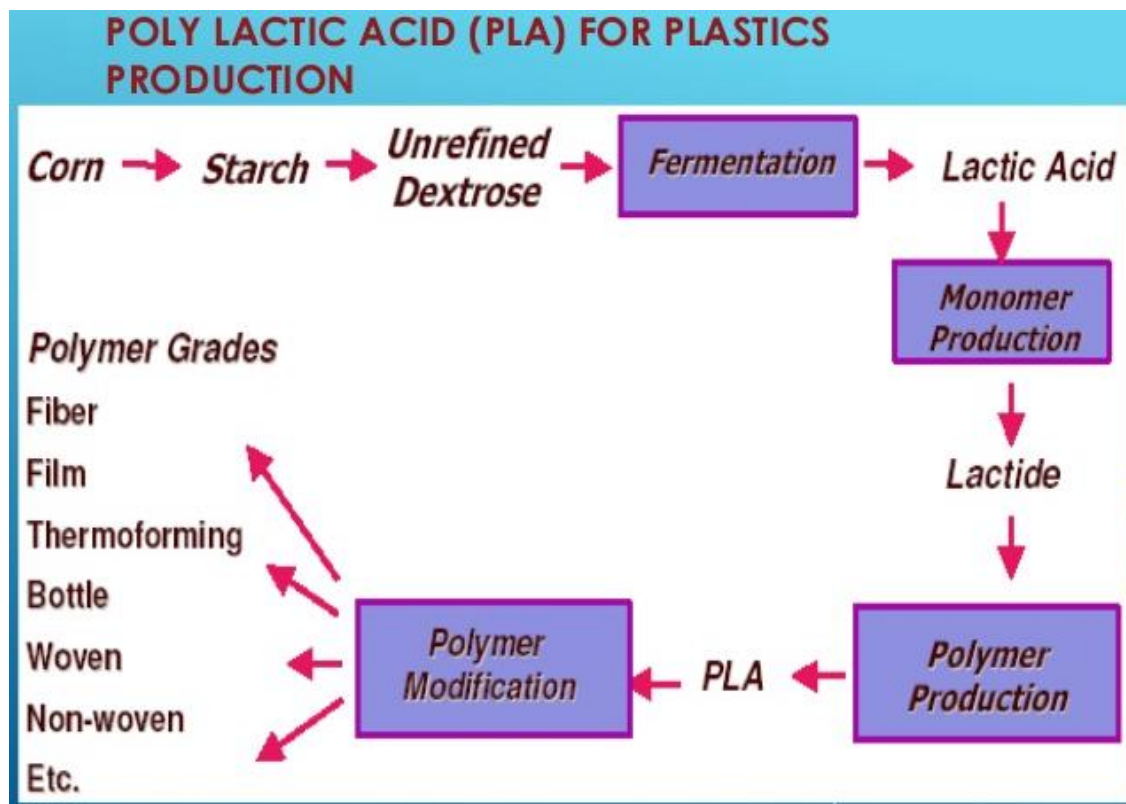 POLY LACTIC ACID (PLA) FOR PLASTICS
PRODUCTION
Corn
Starch
Unrefined
Dextrose
Fermentation
Lactic Acid
Monomer
Production
Lactide
Polymer
Production
PLA
Polymer
Modification
Polymer Grades
Fiber
Film
Thermoforming
Bottle
Woven
Non-woven
Etc.